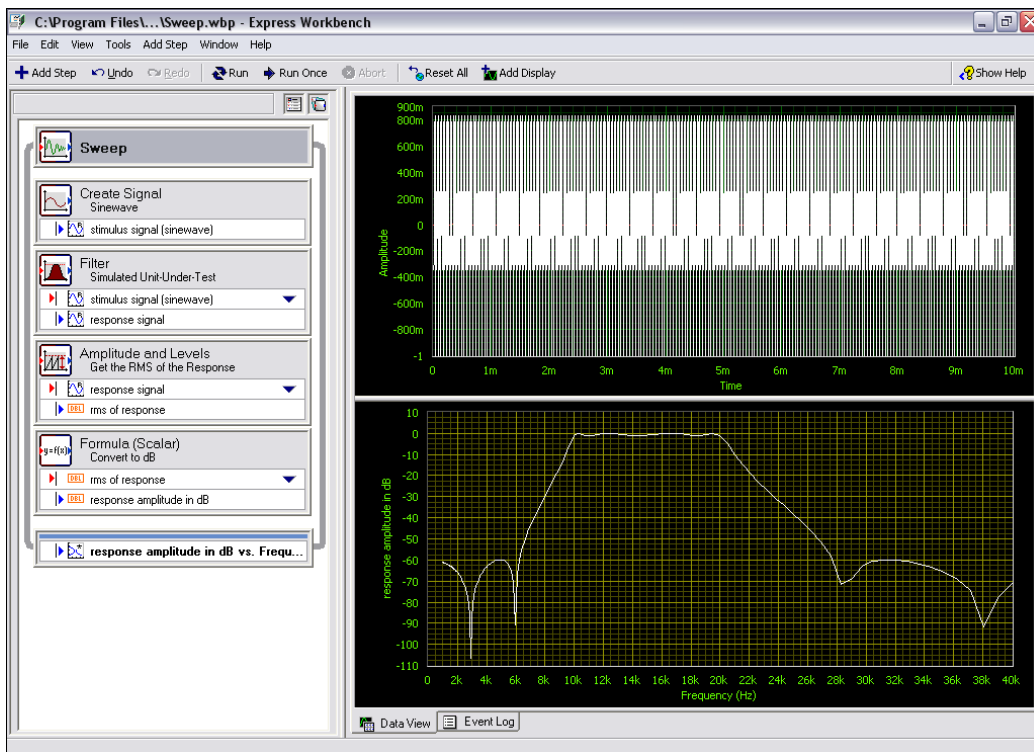 C:\Program Files\...\Sweep.wbp - Express Workbench
File Edit View Tools Add Step Window Help
Add Step Undo Redo Run Run Once Abort Reset All Add Display Show Help
Sweep
Create Signal
Sinewave
stimulus signal (sinewave)
Filter
Simulated Unit-Under-Test
stimulus signal (sinewave)
response signal
Amplitude and Levels
Get the RMS of the Response
response signal
DBL rms of response
y=f(x) Formula (Scalar)
Convert to dB
DBL rms of response
DBL response amplitude in dB
response amplitude in dB vs. Frequ...
Amplitude
900m
800m
600m
400m
200m
0
-200m
-400m
-600m
-800m
-1
0 1m 2m 3m 4m 5m 6m 7m 8m 9m 10m
Time
response amplitude in dB
10
0
-10
-20
-30
-40
-50
-60
-70
-80
-90
-100
-110
0 2k 4k 6k 8k 10k 12k 14k 16k 18k 20k 22k 24k 26k 28k 30k 32k 34k 36k 38k 40k
Frequency (Hz)
Data View Event Log